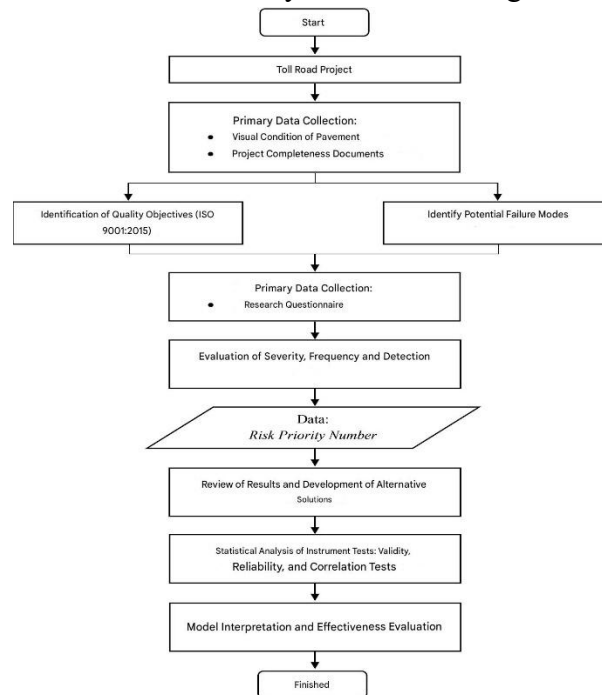 Start
Toll Road Project
Primary Data Collection:
• Visual Condition of Pavement
• Project Completeness Documents
Identification of Quality Objectives (ISO
9001:2015)
Identify Potential Failure Modes
Primary Data Collection:
• Research Questionnaire
Evaluation of Severity, Frequency and Detection
Data:
Risk Priority Number
Review of Results and Development of Alternative
Solutions
Statistical Analysis of Instrument Tests: Validity,
Reliability, and Correlation Tests
Model Interpretation and Effectiveness Evaluation
Finished